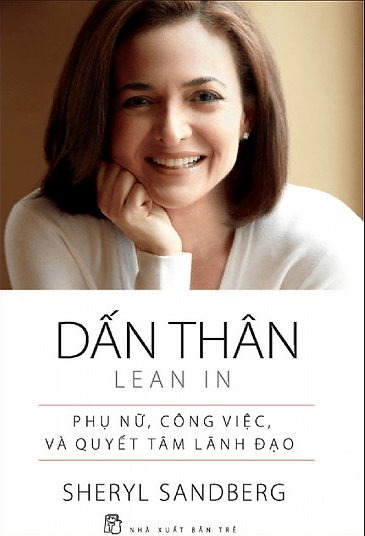 DẤN THÂN
LEAN IN
PHỤ NỮ, CÔNG VIỆC,
VÀ QUYẾT TÂM LÃNH ĐẠO
SHERYL SANDBERG
NHÀ XUẤT BẢN TRẺ